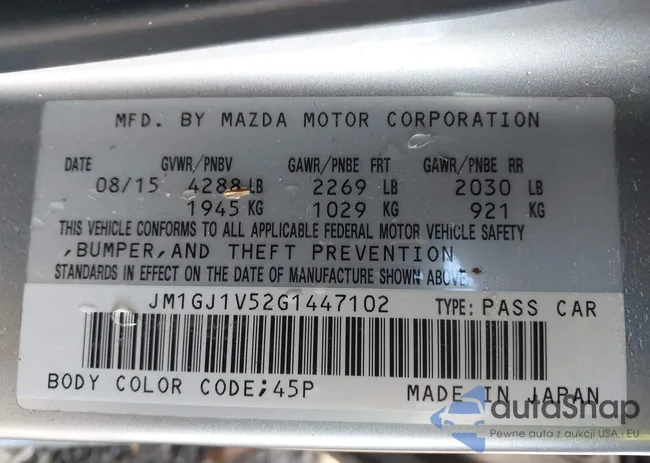 MFD. BY MAZDA MOTOR CORPORATION
DATE GVWR/PNBV GAWR/PNBE FRT GAWR/PNBE RR
08/15 4288 LB 2269 LB 2030 LB
1945 KG 1029 KG 921 KG
THIS VEHICLE CONFORMS TO ALL APPLICABLE FEDERAL MOTOR VEHICLE SAFETY
,BUMPER,AND THEFT PREVENTION
STANDARDS IN EFFECT ON THE DATE OF MANUFACTURE SHOWN ABOVE.
JM1GJ1V52G1447102 TYPE: PASS CAR
BODY COLOR CODE;45P MADE IN JAPAN
autaSnap
Pewne auta z aukcji USA i EU